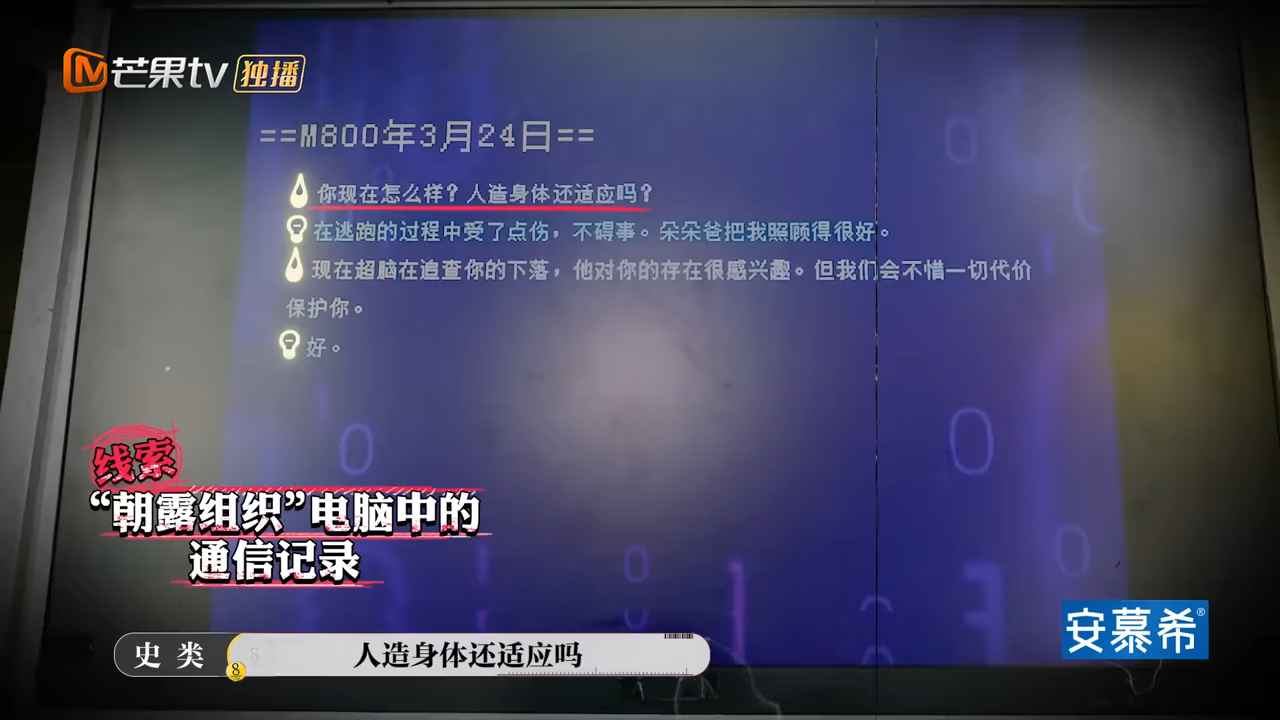 芒果tv 独播
==M800年3月24日==
你现在怎么样？人造身体还适应吗？
在逃跑的过程中受了点伤，不碍事。朵朵爸把我照顾得很好。
现在超脑在追查你的下落，他对你的存在很感兴趣。但我们会不惜一切代价
保护你。
好。
0
0
0
0
0
线索
“朝露组织”电脑中的
通信记录
史类
8
人造身体还适应吗
安慕希®